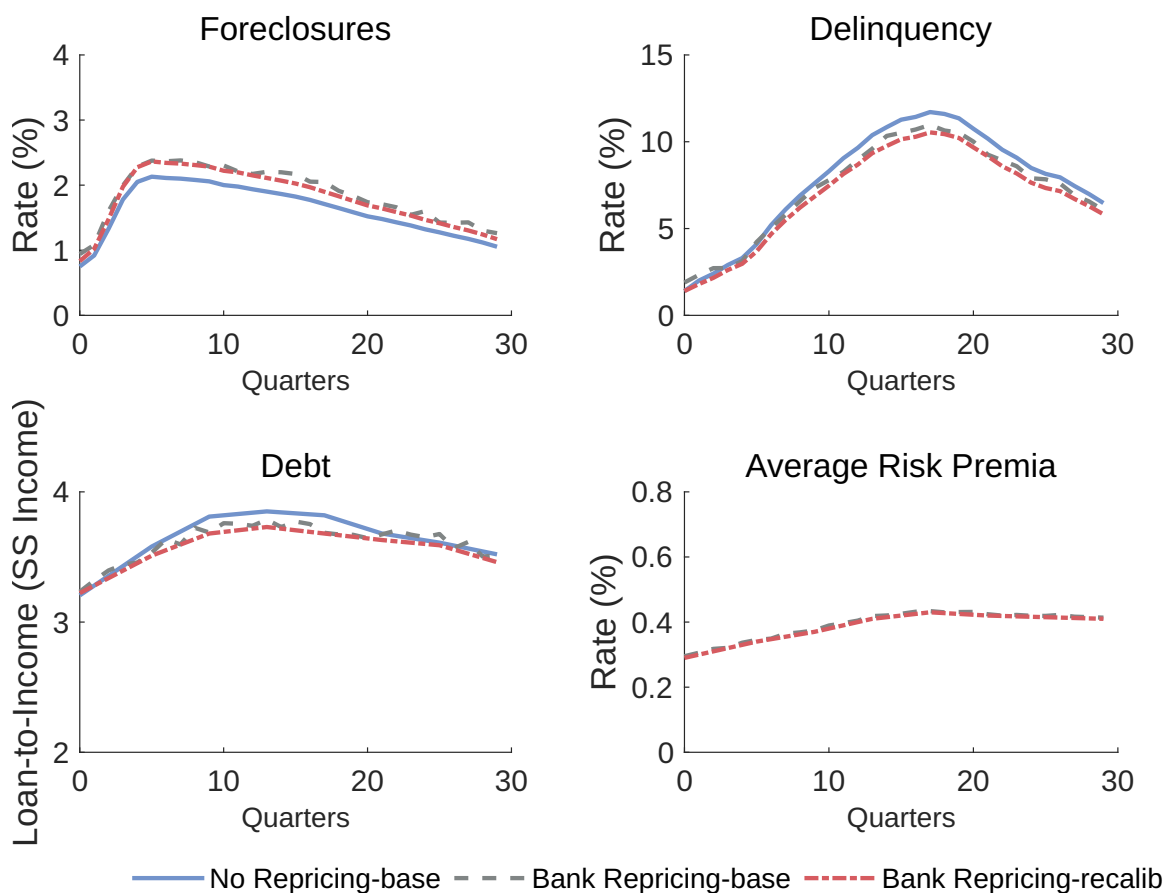 Foreclosures
Rate (%)
4
3
2
1
0
0 10 20 30
Quarters
Delinquency
Rate (%)
15
10
5
0
0 10 20 30
Quarters
Debt
Loan-to-Income (SS Income)
4
3
2
0 10 20 30
Quarters
Average Risk Premia
Rate (%)
0.8
0.6
0.4
0.2
0
0 10 20 30
Quarters
No Repricing-base Bank Repricing-base Bank Repricing-recalib